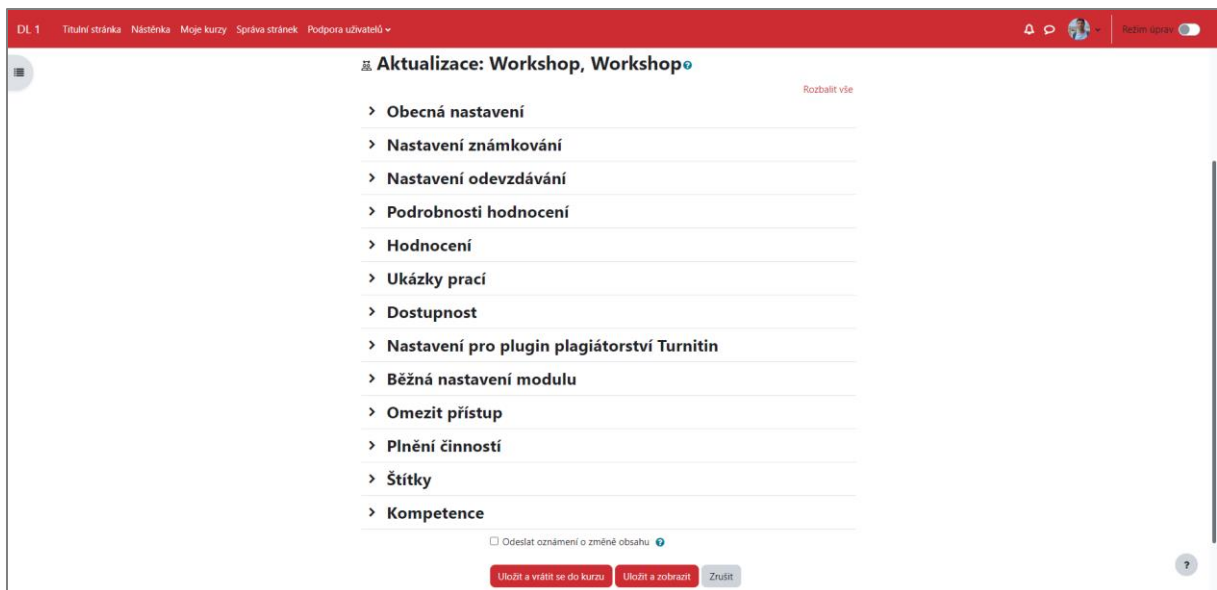 DL 1 Titulní stránka Nástěnka Moje kurzy Správa stránek Podpora uživatelů Režim úprav
Aktualizace: Workshop, Workshop
Rozbalit vše
Obecná nastavení
Nastavení známkování
Nastavení odevzdávání
Podrobnosti hodnocení
Hodnocení
Ukázky prací
Dostupnost
Nastavení pro plugin plagiátorství Turnitin
Běžná nastavení modulu
Omezit přístup
Plnění činností
Štítky
Kompetence
Odeslat oznámení o změně obsahu
Uložit a vrátit se do kurzu Uložit a zobrazit Zrušit
?